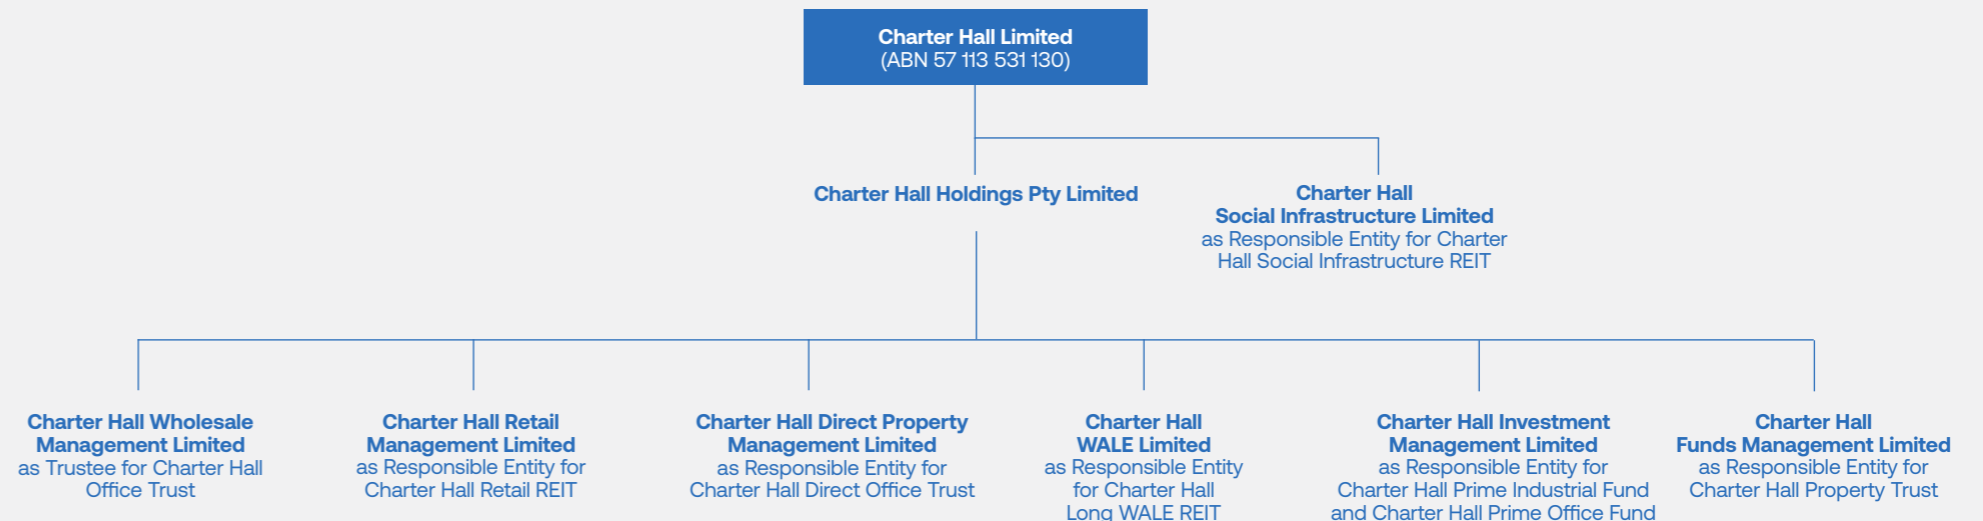 Charter Hall Limited
(ABN 57 113 531 130)
Charter Hall Holdings Pty Limited
Charter Hall
Social Infrastructure Limited
as Responsible Entity for Charter
Hall Social Infrastructure REIT
Charter Hall Wholesale
Management Limited
as Trustee for Charter Hall
Office Trust
Charter Hall Retail
Management Limited
as Responsible Entity for
Charter Hall Retail REIT
Charter Hall Direct Property
Management Limited
as Responsible Entity for
Charter Hall Direct Office Trust
Charter Hall
WALE Limited
as Responsible Entity
for Charter Hall
Long WALE REIT
Charter Hall Investment
Management Limited
as Responsible Entity for
Charter Hall Prime Industrial Fund
and Charter Hall Prime Office Fund
Charter Hall
Funds Management Limited
as Responsible Entity for
Charter Hall Property Trust